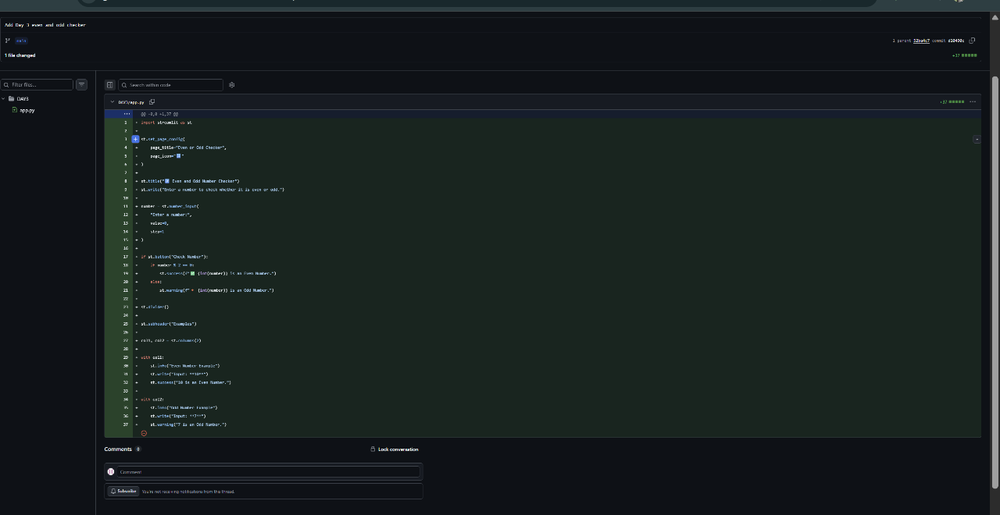 Add Day 3 even and odd checker
main
1 parent 32ba4c7 commit d10490c
1 file changed
+37
Filter files...
Search within code
DAY3
app.py
DAY3/app.py
+37
@@ -0,0 +1,37 @@
1 + import streamlit as st
2 +
3 + st.set_page_config(
4 + page_title="Even or Odd Checker",
5 + page_icon="🔢"
6 + )
7 +
8 + st.title("🔢 Even and Odd Number Checker")
9 + st.write("Enter a number to check whether it is even or odd.")
10 +
11 + number = st.number_input(
12 + "Enter a number:",
13 + value=0,
14 + step=1
15 + )
16 +
17 + if st.button("Check Number"):
18 + if number % 2 == 0:
19 + st.success(f"✅ {int(number)} is an Even Number.")
20 + else:
21 + st.warning(f" {int(number)} is an Odd Number.")
22 +
23 + st.divider()
24 +
25 + st.subheader("Examples")
26 +
27 + col1, col2 = st.columns(2)
28 +
29 + with col1:
30 + st.info("Even Number Example")
31 + st.write("Input: **10**")
32 + st.success("10 is an Even Number.")
33 +
34 + with col2:
35 + st.info("Odd Number Example")
36 + st.write("Input: **7**")
37 + st.warning("7 is an Odd Number.")
Comments 0
Lock conversation
Comment
Subscribe You're not receiving notifications from this thread.